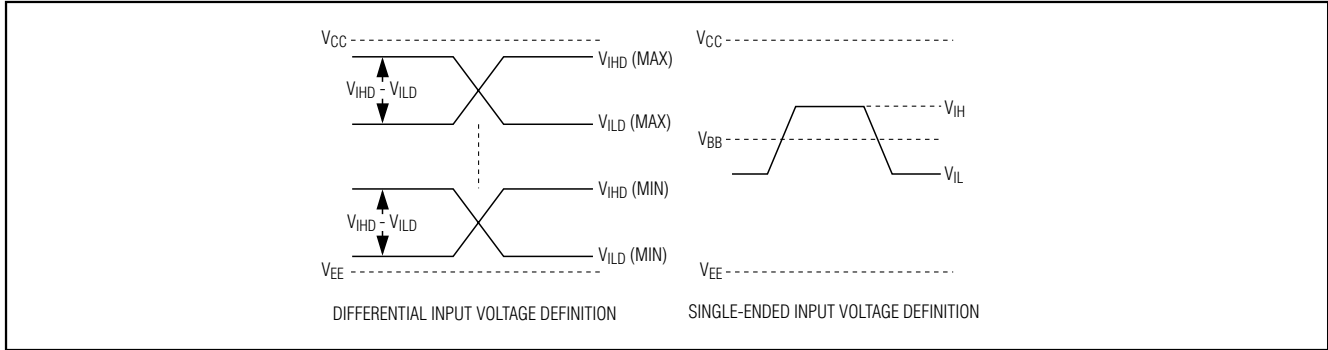 VCC
VIHD (MAX)
VIHD - VILD
VILD (MAX)
VIHD (MIN)
VIHD - VILD
VILD (MIN)
VEE
DIFFERENTIAL INPUT VOLTAGE DEFINITION
VCC
VIH
VBB
VIL
VEE
SINGLE-ENDED INPUT VOLTAGE DEFINITION